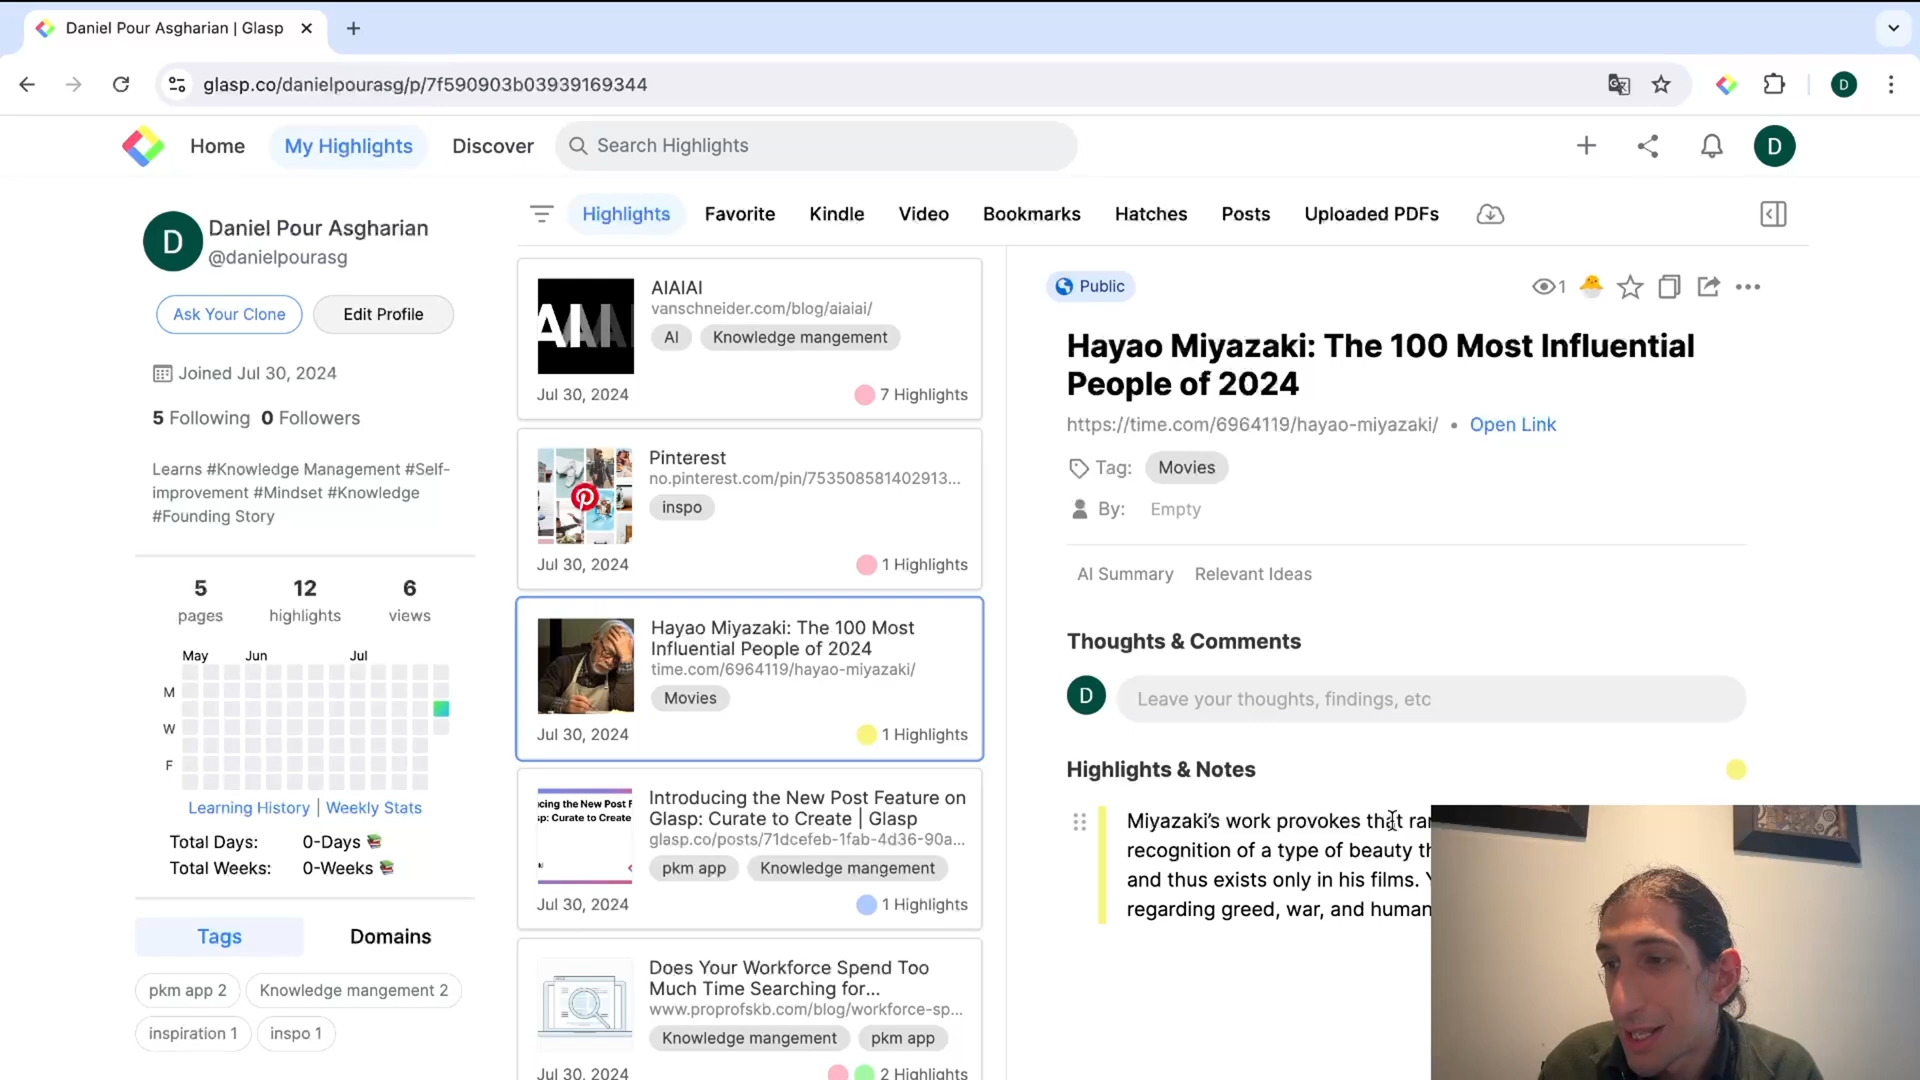 Daniel Pour Asgharian | Glasp
glasp.co/danielpourasg/p/7f590903b03939169344
D
Home
My Highlights
Discover
Search Highlights
D
D
Daniel Pour Asgharian
@danielpourasg
Ask Your Clone
Edit Profile
Joined Jul 30, 2024
5 Following 0 Followers
Learns #Knowledge Management #Self-
improvement #Mindset #Knowledge
#Founding Story
5 12 6
pages highlights views
May Jun Jul
M
W
F
Learning History | Weekly Stats
Total Days: 0-Days
Total Weeks: 0-Weeks
Tags Domains
pkm app 2 Knowledge mangement 2
inspiration 1 inspo 1
Highlights
Favorite
Kindle
Video
Bookmarks
Hatches
Posts
Uploaded PDFs
AIAIAI
vanschneider.com/blog/aiaiai/
AI Knowledge mangement
Jul 30, 2024
7 Highlights
Pinterest
no.pinterest.com/pin/753508581402913...
inspo
Jul 30, 2024
1 Highlights
Hayao Miyazaki: The 100 Most
Influential People of 2024
time.com/6964119/hayao-miyazaki/
Movies
Jul 30, 2024
1 Highlights
Introducing the New Post Feature on
Glasp: Curate to Create | Glasp
glasp.co/posts/71dcefeb-1fab-4d36-90a...
pkm app Knowledge mangement
cing the New Post F
sp: Curate to Create
Jul 30, 2024
1 Highlights
Does Your Workforce Spend Too
Much Time Searching for...
www.proprofskb.com/blog/workforce-sp...
Knowledge mangement pkm app
Jul 30, 2024
2 Highlights
Public
1
Hayao Miyazaki: The 100 Most Influential
People of 2024
https://time.com/6964119/hayao-miyazaki/ • Open Link
Tag: Movies
By: Empty
AI Summary Relevant Ideas
Thoughts & Comments
D
Leave your thoughts, findings, etc
Highlights & Notes
Miyazaki’s work provokes that
recognition of a type of beauty
and thus exists only in his films.
regarding greed, war, and human